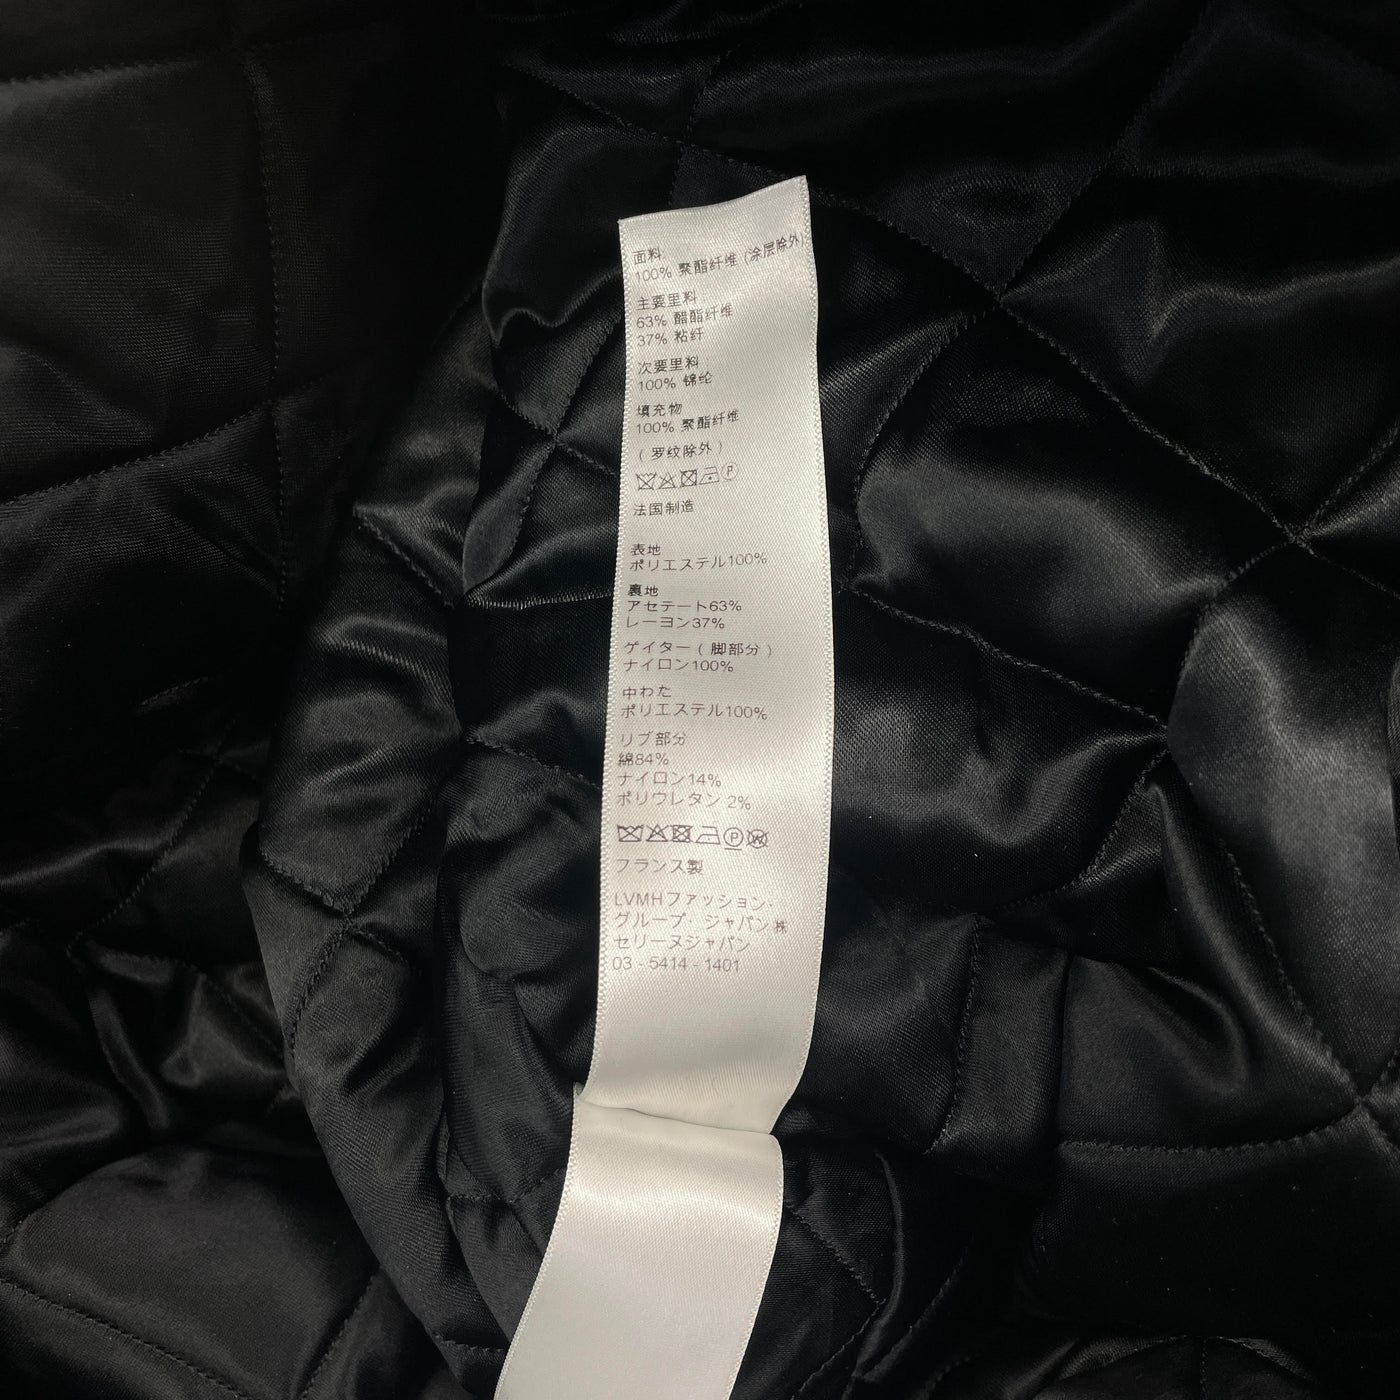 面料
100% 聚酯纤维 (涂层除外)
主要里料
63% 醋酯纤维
37% 粘纤
次要里料
100% 锦纶
填充物
100% 聚酯纤维
( 罗纹除外 )
P
法国制造
表地
ポリエステル100%
裏地
アセテート63%
レーヨン37%
ゲイター ( 脚部分 )
ナイロン100%
中わた
ポリエステル100%
リブ部分
綿84%
ナイロン14%
ポリウレタン 2%
P W
フランス製
LVMHファッション・
グループ・ジャパン㈱
セリーヌジャパン
03 - 5414 - 1401